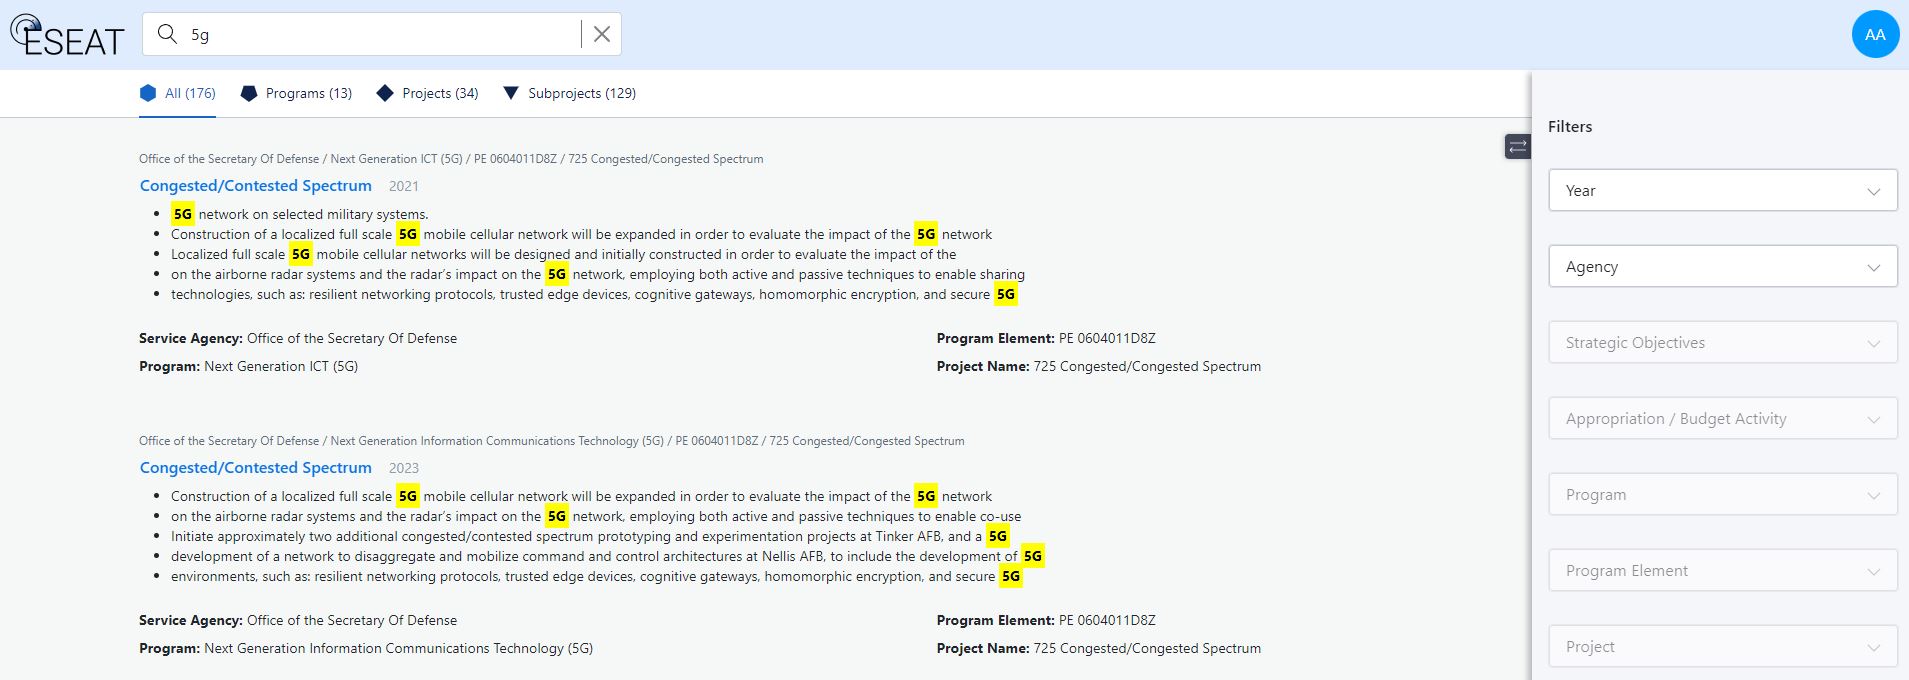 ESEAT
5g
AA
All (176) Programs (13) Projects (34) Subprojects (129)
Office of the Secretary Of Defense / Next Generation ICT (5G) / PE 0604011D8Z / 725 Congested/Congested Spectrum
Congested/Contested Spectrum 2021
• 5G network on selected military systems.
• Construction of a localized full scale 5G mobile cellular network will be expanded in order to evaluate the impact of the 5G network
• Localized full scale 5G mobile cellular networks will be designed and initially constructed in order to evaluate the impact of the
• on the airborne radar systems and the radar’s impact on the 5G network, employing both active and passive techniques to enable sharing
• technologies, such as: resilient networking protocols, trusted edge devices, cognitive gateways, homomorphic encryption, and secure 5G
Service Agency: Office of the Secretary Of Defense
Program Element: PE 0604011D8Z
Program: Next Generation ICT (5G)
Project Name: 725 Congested/Congested Spectrum
Office of the Secretary Of Defense / Next Generation Information Communications Technology (5G) / PE 0604011D8Z / 725 Congested/Congested Spectrum
Congested/Contested Spectrum 2023
• Construction of a localized full scale 5G mobile cellular network will be expanded in order to evaluate the impact of the 5G network
• on the airborne radar systems and the radar’s impact on the 5G network, employing both active and passive techniques to enable co-use
• Initiate approximately two additional congested/contested spectrum prototyping and experimentation projects at Tinker AFB, and a 5G
• development of a network to disaggregate and mobilize command and control architectures at Nellis AFB, to include the development of 5G
• environments, such as: resilient networking protocols, trusted edge devices, cognitive gateways, homomorphic encryption, and secure 5G
Service Agency: Office of the Secretary Of Defense
Program Element: PE 0604011D8Z
Program: Next Generation Information Communications Technology (5G)
Project Name: 725 Congested/Congested Spectrum
Filters
Year
Agency
Strategic Objectives
Appropriation / Budget Activity
Program
Program Element
Project